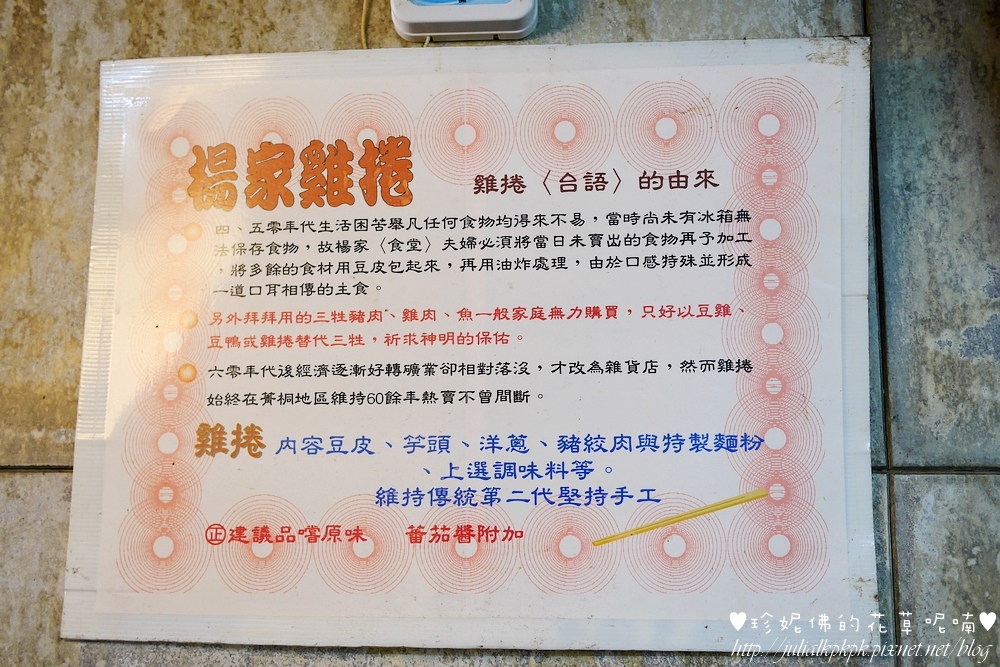 楊家雞捲
雞捲〈台語〉的由來
四、五零年代生活困苦舉凡任何食物均得來不易，當時尚未有冰箱無
法保存食物，故楊家〈食堂〉夫婦必須將當日未賣出的食物再予加工
，將多餘的食材用豆皮包起來，再用油炸處理，由於口感特殊並形成
一道口耳相傳的主食。
另外拜拜用的三牲豬肉、雞肉、魚一般家庭無力購買，只好以豆雞、
豆鴨或雞捲替代三牲，祈求神明的保佑。
六零年代後經濟逐漸好轉礦業卻相對落沒，才改為雜貨店，然而雞捲
始終在菁桐地區維持60餘年熱賣不曾間斷。
雞捲 內容豆皮、芋頭、洋蔥、豬絞肉與特製麵粉
、上選調味料等。
維持傳統第二代堅持手工
㊣建議品嚐原味 蕃茄醬附加
♥珍妮佛的花草呢喃♥
http://julialkpkpk.pixnet.net/blog